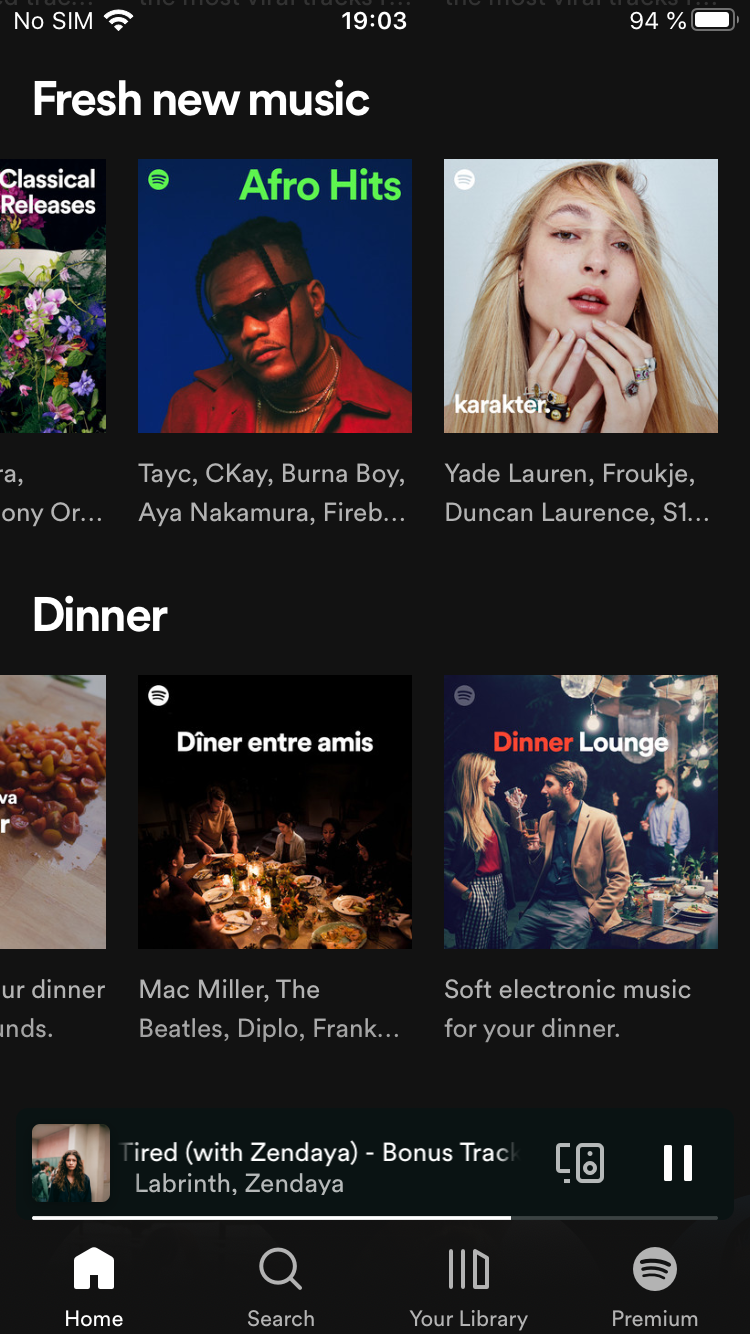 No SIM 19:03 94 %
Fresh new music
Classical
Releases
Afro Hits
karakter.
ra,
ony Or...
Tayc, CKay, Burna Boy,
Aya Nakamura, Fireb...
Yade Lauren, Froukje,
Duncan Laurence, S1...
Dinner
va
r
Dîner entre amis
Dinner Lounge
ur dinner
unds.
Mac Miller, The
Beatles, Diplo, Frank...
Soft electronic music
for your dinner.
Tired (with Zendaya) - Bonus Track
Labrinth, Zendaya
Home
Search
Your Library
Premium